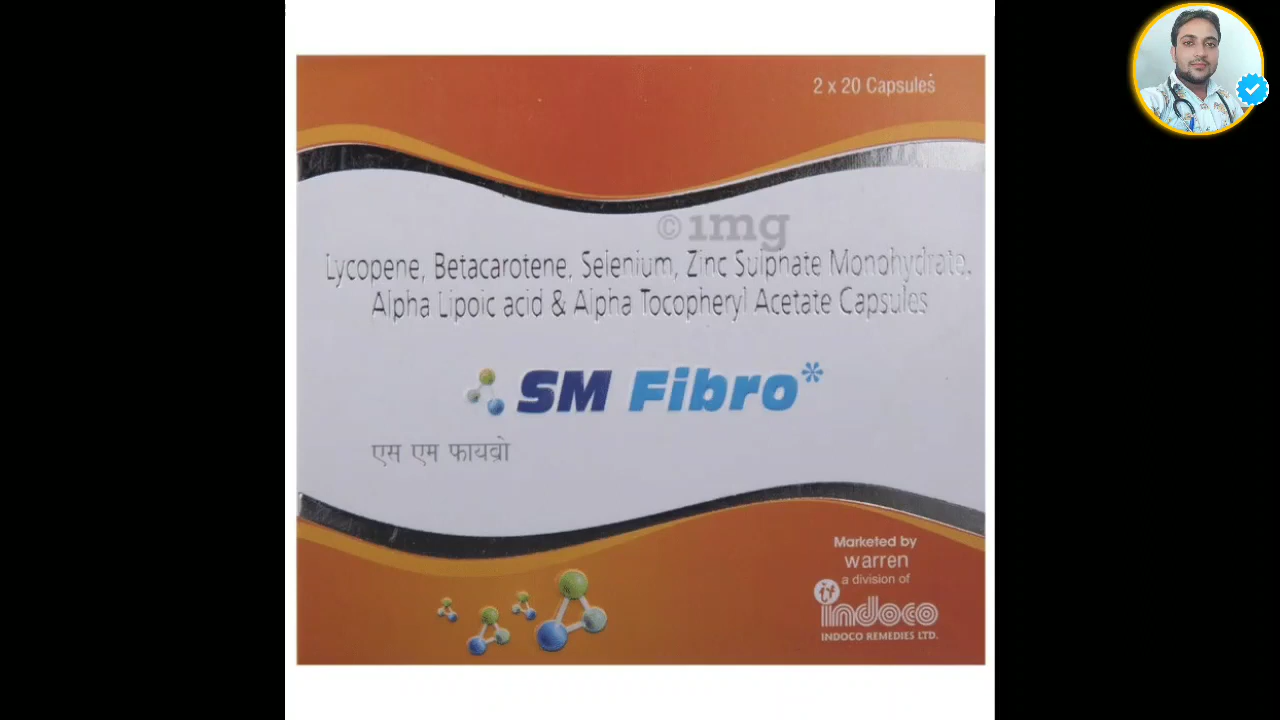 2 x 20 Capsules
© 1mg
Lycopene, Betacarotene, Selenium, Zinc Sulphate Monohydrate,
Alpha Lipoic acid & Alpha Tocopheryl Acetate Capsules
SM Fibro*
एस एम फायब्रो
Marketed by
warren
a division of
indoco
INDOCO REMEDIES LTD.